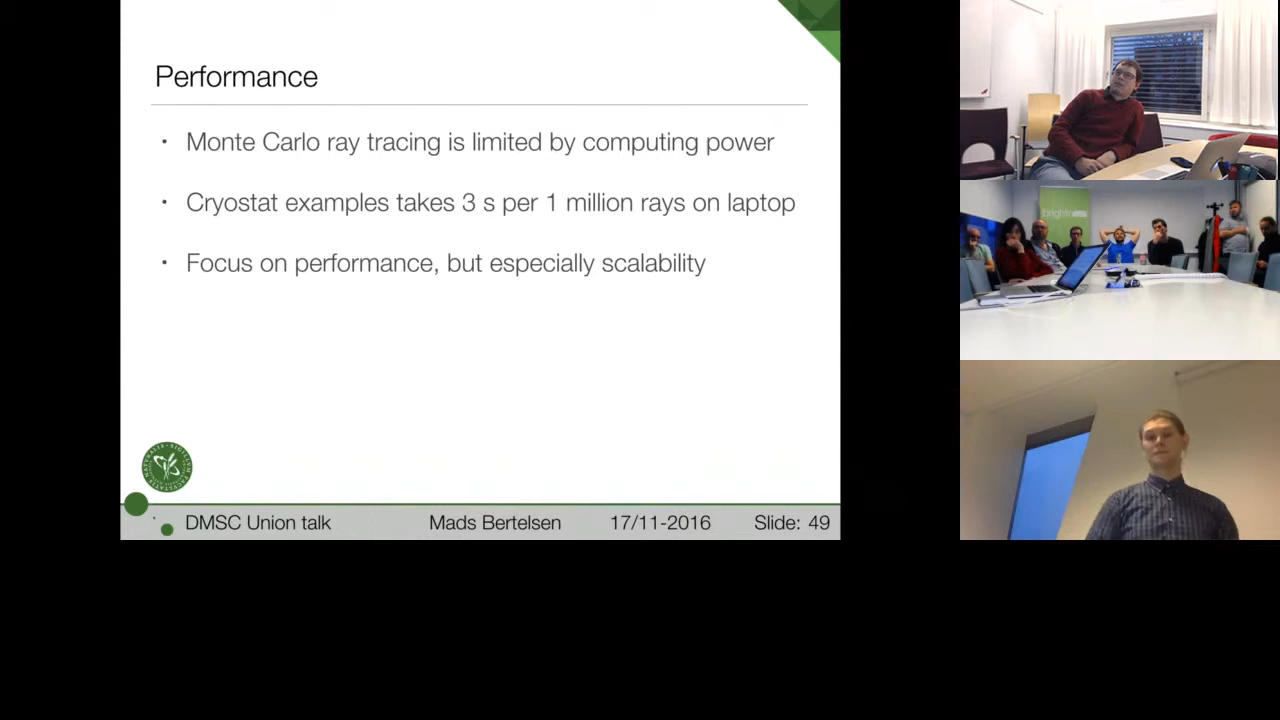 Performance
• Monte Carlo ray tracing is limited by computing power
• Cryostat examples takes 3 s per 1 million rays on laptop
• Focus on performance, but especially scalability
DMSC Union talk Mads Bertelsen 17/11-2016 Slide: 49